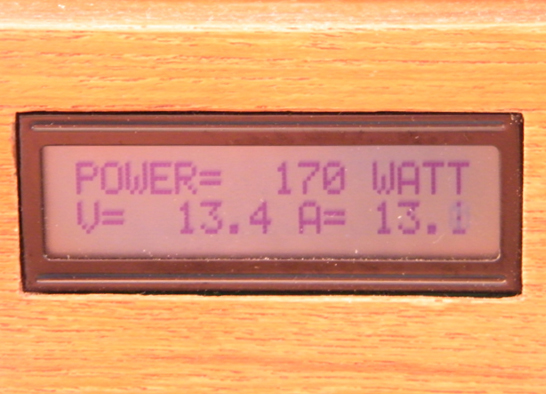 POWER= 170 WATT
V= 13.4 A=